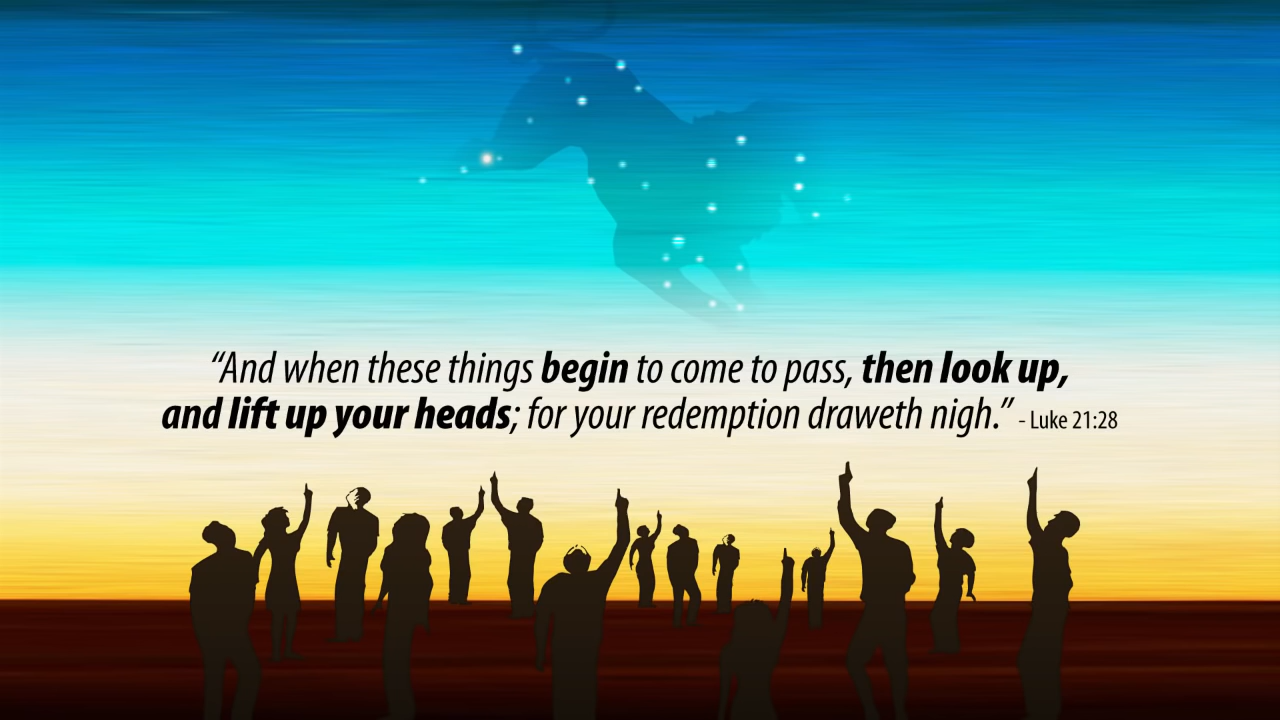 “And when these things begin to come to pass, then look up,
and lift up your heads; for your redemption draweth nigh.” - Luke 21:28